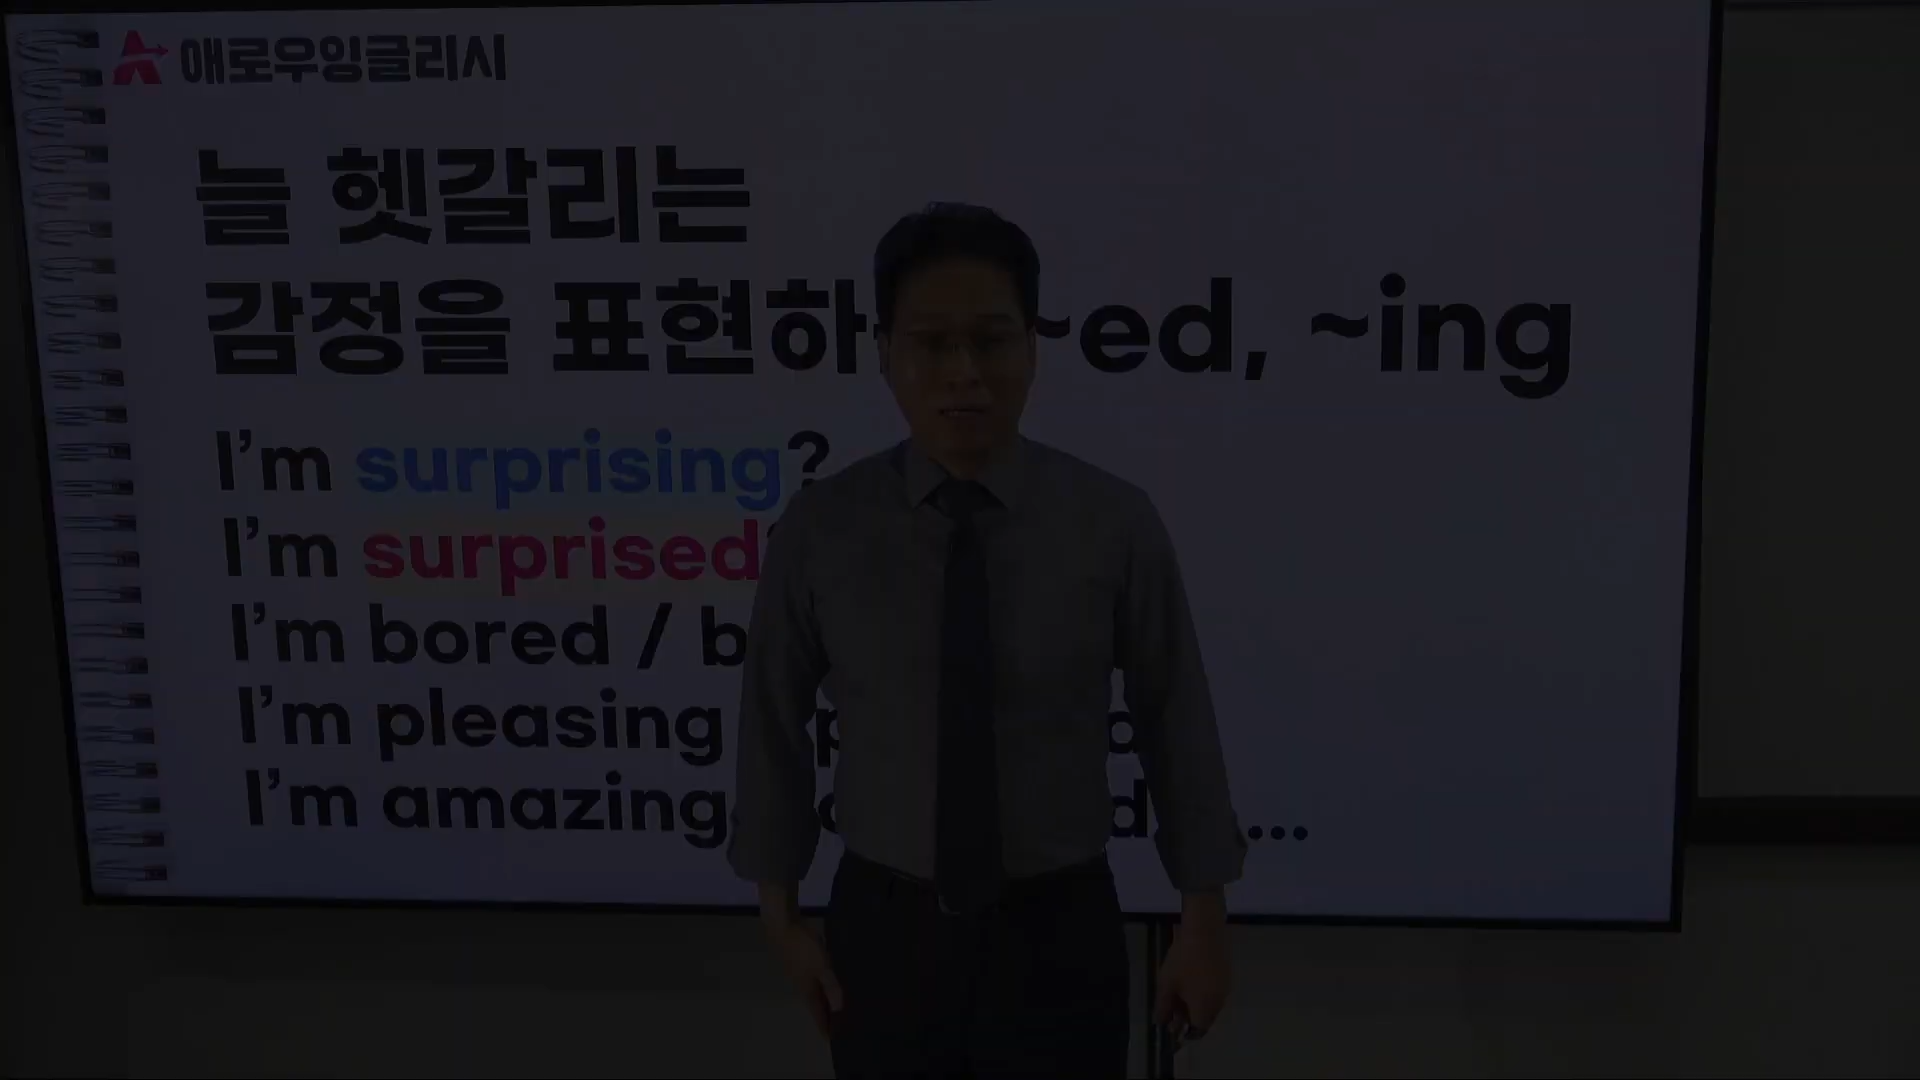 애로우잉글리시
늘 헷갈리는
감정을 표현하 ~ed, ~ing
I'm surprising?
I'm surprised
I'm bored /
I'm pleasing
I'm amazing ...